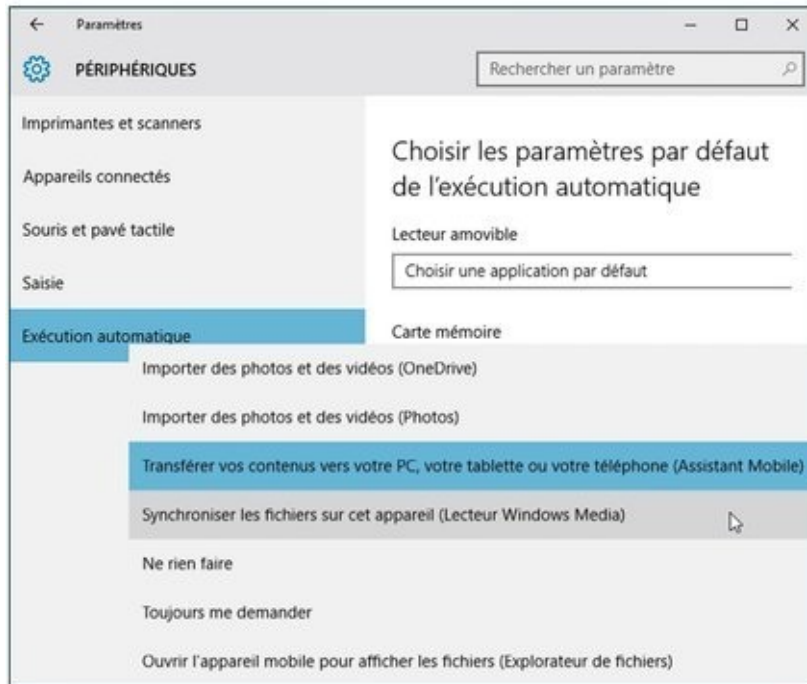 Paramètres
PÉRIPHÉRIQUES
Rechercher un paramètre
Imprimantes et scanners
Appareils connectés
Souris et pavé tactile
Saisie
Exécution automatique
Choisir les paramètres par défaut
de l'exécution automatique
Lecteur amovible
Choisir une application par défaut
Carte mémoire
Importer des photos et des vidéos (OneDrive)
Importer des photos et des vidéos (Photos)
Transférer vos contenus vers votre PC, votre tablette ou votre téléphone (Assistant Mobile)
Synchroniser les fichiers sur cet appareil (Lecteur Windows Media)
Ne rien faire
Toujours me demander
Ouvrir l'appareil mobile pour afficher les fichiers (Explorateur de fichiers)